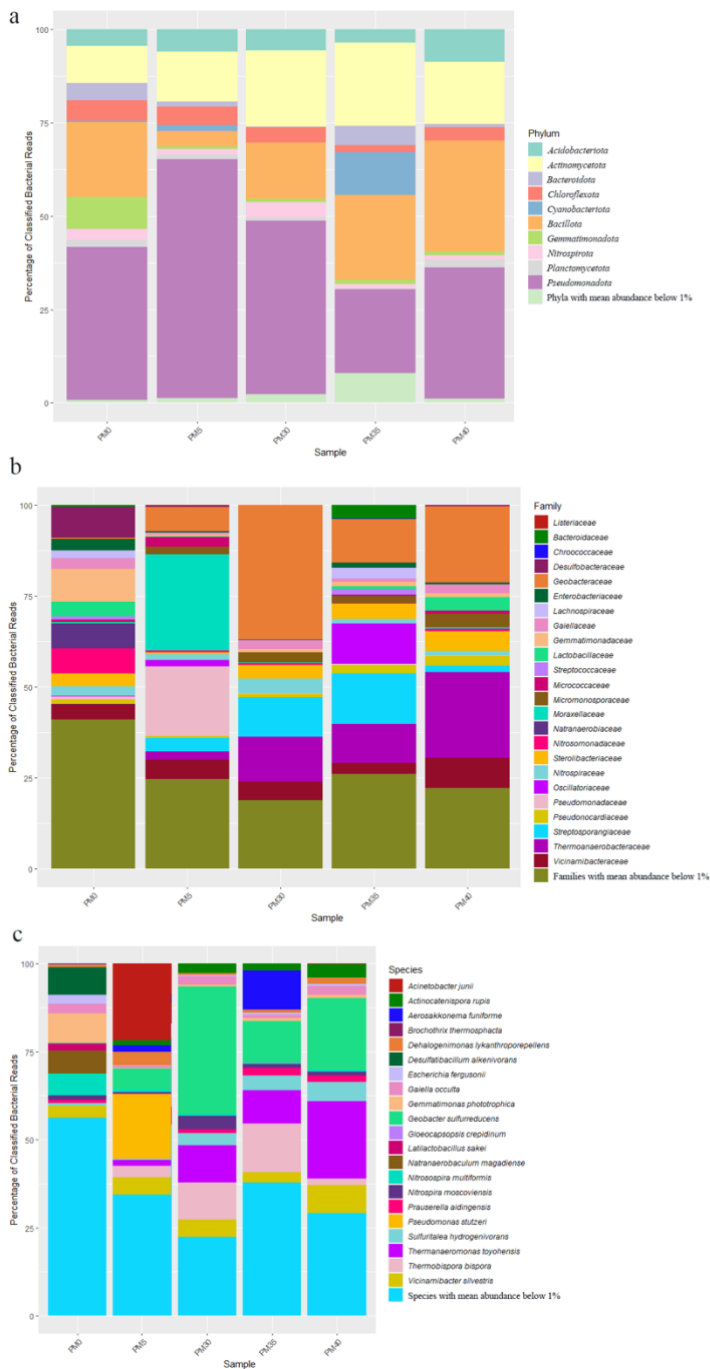 a
100
75
50
25
0
Percentage of Classified Bacterial Reads
PM0
PM5
PM30
PM35
PM40
Sample
Phylum
Acidobacteriota
Actinomycetota
Bacteroidota
Chloroflexota
Cyanobacteriota
Bacillota
Gemmatimonadota
Nitrospirota
Planctomycetota
Pseudomonadota
Phyla with mean abundance below 1%
b
100
75
50
25
0
Percentage of Classified Bacterial Reads
PM0
PM5
PM30
PM35
PM40
Sample
Family
Listeriaceae
Bacteroidaceae
Chroococcaceae
Desulfobacteraceae
Geobacteraceae
Enterobacteriaceae
Lachnospiraceae
Gaiellaceae
Gemmatimonadaceae
Lactobacillaceae
Streptococcaceae
Micrococcaceae
Micromonosporaceae
Moraxellaceae
Natranaerobiaceae
Nitrosomonadaceae
Sterolibacteriaceae
Nitrospiraceae
Oscillatoriaceae
Pseudomonadaceae
Pseudonocardiaceae
Streptosporangiaceae
Thermoanaerobacteraceae
Vicinamibacteraceae
Families with mean abundance below 1%
c
100
75
50
25
0
Percentage of Classified Bacterial Reads
PM0
PM5
PM30
PM35
PM40
Sample
Species
Acinetobacter junii
Actinocatenispora rupis
Aerosakkonema funiforme
Brochothrix thermosphacta
Dehalogenimonas lykanthroporepellens
Desulfatibacillum alkenivorans
Escherichia fergusonii
Gaiella occulta
Gemmatimonas phototrophica
Geobacter sulfurreducens
Gloeocapsopsis crepidinum
Latilactobacillus sakei
Natranaerobaculum magadiense
Nitrosospira multiformis
Nitrospira moscoviensis
Prauserella aidingensis
Pseudomonas stutzeri
Sulfuritalea hydrogenivorans
Thermanaeromonas toyohensis
Thermobispora bispora
Vicinamibacter silvestris
Species with mean abundance below 1%